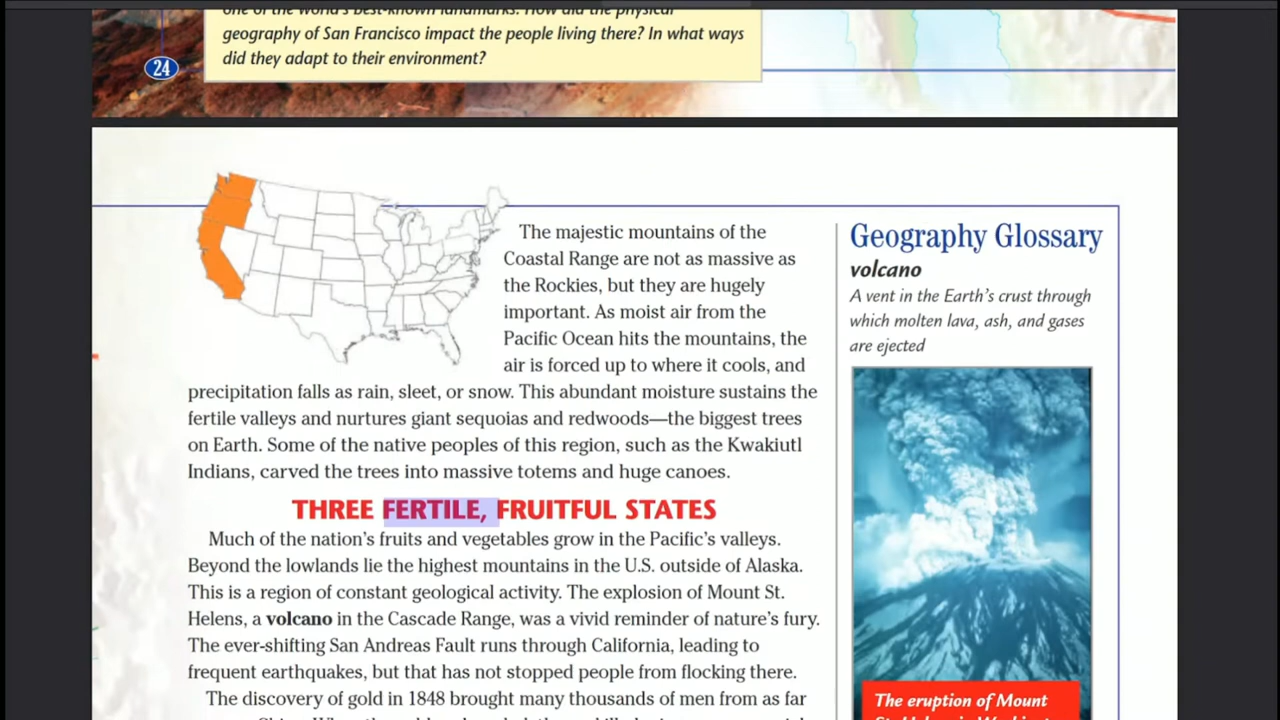 one of the world's best-known landmarks. How did the physical
geography of San Francisco impact the people living there? In what ways
did they adapt to their environment?
24
The majestic mountains of the
Coastal Range are not as massive as
the Rockies, but they are hugely
important. As moist air from the
Pacific Ocean hits the mountains, the
air is forced up to where it cools, and
precipitation falls as rain, sleet, or snow. This abundant moisture sustains the
fertile valleys and nurtures giant sequoias and redwoods—the biggest trees
on Earth. Some of the native peoples of this region, such as the Kwakiutl
Indians, carved the trees into massive totems and huge canoes.
THREE FERTILE, FRUITFUL STATES
Much of the nation's fruits and vegetables grow in the Pacific's valleys.
Beyond the lowlands lie the highest mountains in the U.S. outside of Alaska.
This is a region of constant geological activity. The explosion of Mount St.
Helens, a volcano in the Cascade Range, was a vivid reminder of nature's fury.
The ever-shifting San Andreas Fault runs through California, leading to
frequent earthquakes, but that has not stopped people from flocking there.
The discovery of gold in 1848 brought many thousands of men from as far
Geography Glossary
volcano
A vent in the Earth's crust through
which molten lava, ash, and gases
are ejected
The eruption of Mount